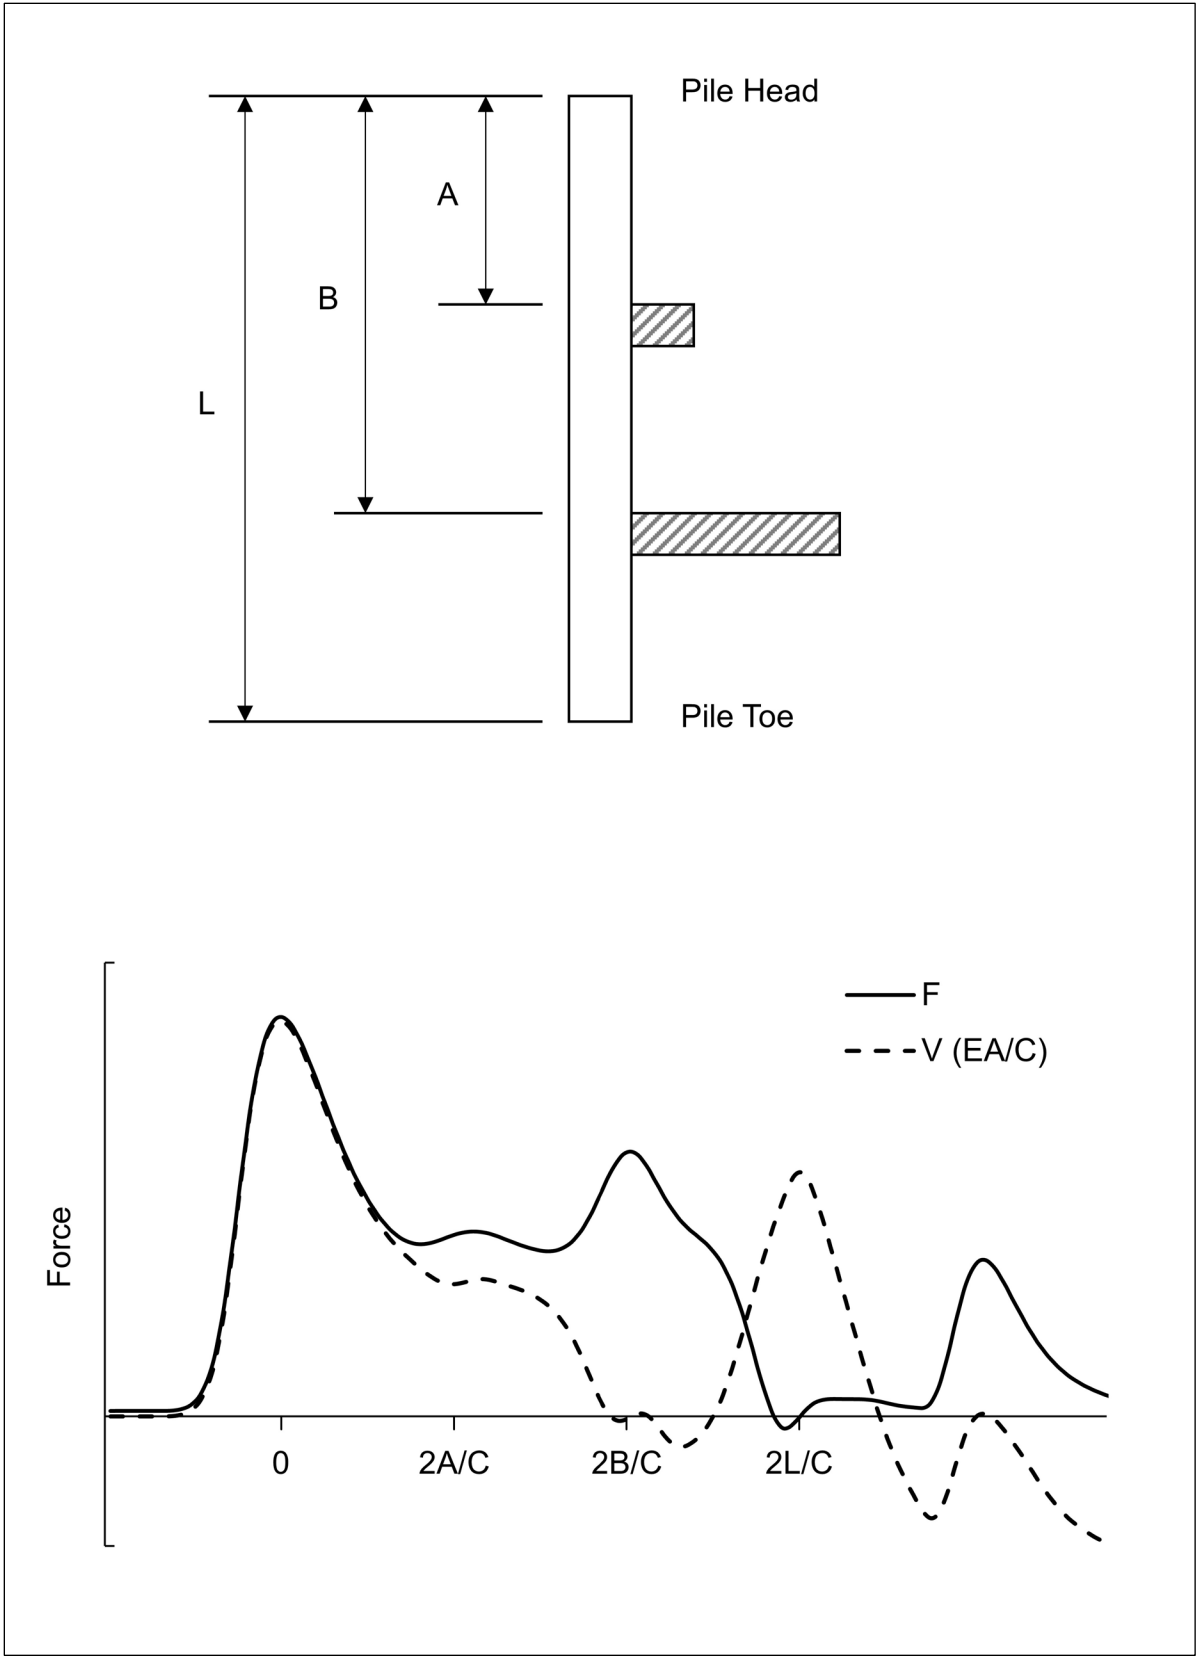 Pile Head
A
B
L
Pile Toe
F
V (EA/C)
Force
0
2A/C
2B/C
2L/C